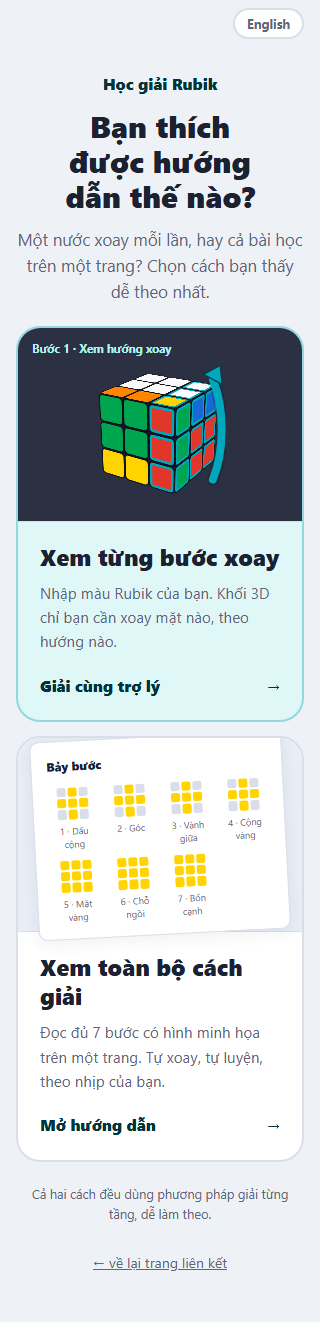 English
Học giải Rubik
Bạn thích
được hướng
dẫn thế nào?
Một nước xoay mỗi lần, hay cả bài học
trên một trang? Chọn cách bạn thấy
dễ theo nhất.
Bước 1 · Xem hướng xoay
Xem từng bước xoay
Nhập màu Rubik của bạn. Khối 3D
chỉ bạn cần xoay mặt nào, theo
hướng nào.
Giải cùng trợ lý →
Bảy bước
1 · Dấu
cộng
2 · Góc
3 · Vành
giữa
4 · Cộng
vàng
5 · Mặt
vàng
6 · Chỗ
ngồi
7 · Bốn
cạnh
Xem toàn bộ cách
giải
Đọc đủ 7 bước có hình minh họa
trên một trang. Tự xoay, tự luyện,
theo nhịp của bạn.
Mở hướng dẫn →
Cả hai cách đều dùng phương pháp giải từng
tầng, dễ làm theo.
← về lại trang liên kết